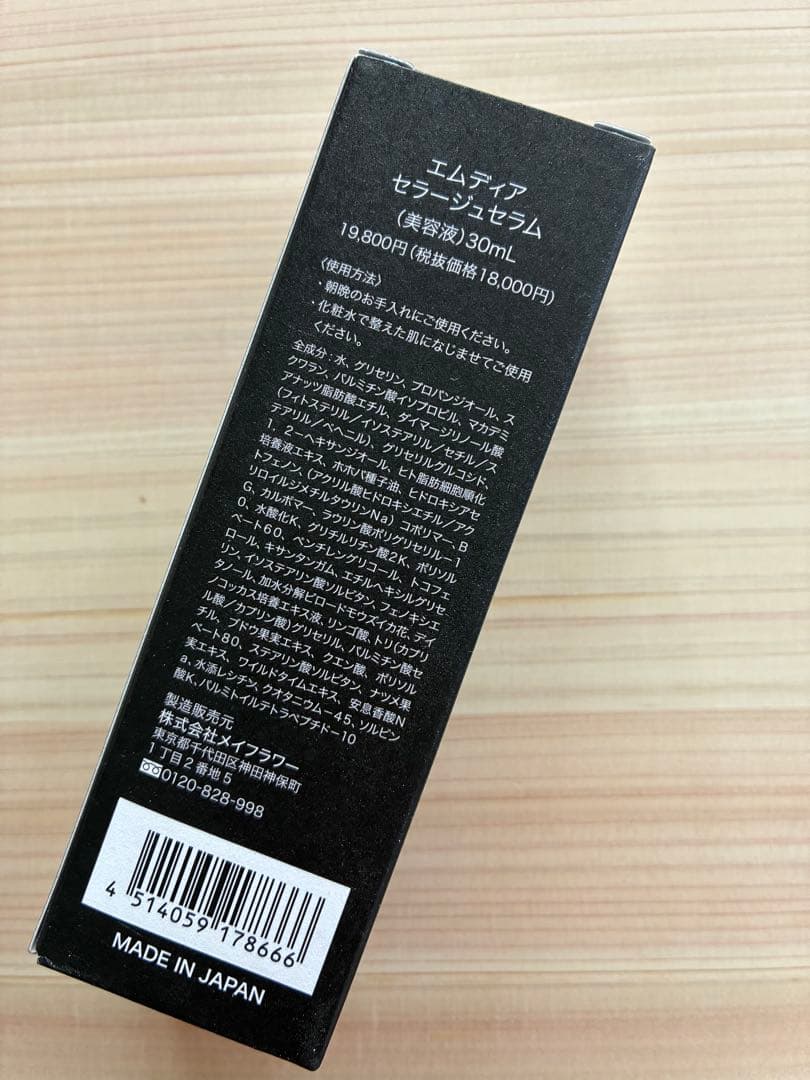 エムディア
セラージュセラム
(美容液)30mL
19,800円(税抜価格18,000円)
〈使用方法〉
・朝晩のお手入れにご使用ください。
・化粧水で整えた肌になじませてご使用
ください。
全成分:水、グリセリン、プロパンジオール、ス
クワラン、パルミチン酸イソプロピル、マカデミ
アナッツ脂肪酸エチル、ダイマージリノール酸
(フィトステリル/イソステアリル/セチル/ス
テアリル/ベヘニル)、グリセリルグルコシド、
1,2-ヘキサンジオール、ヒト脂肪細胞順化
培養液エキス、ホホバ種子油、ヒドロキシアセ
トフェノン、(アクリル酸ヒドロキシエチル/アク
リロイルジメチルタウリンNa)コポリマー、B
G、カルボマー、ラウリン酸ポリグリセリル-1
0、水酸化K、グリチルリチン酸2K、ポリソル
ベート60、ペンチレングリコール、トコフェ
ロール、キサンタンガム、エチルヘキシルグリセ
リン、イソステアリン酸ソルビタン、フェノキシエ
タノール、加水分解ビロードモウズイカ花、デイ
ノコッカス培養エキス液、リンゴ酸、トリ(カプリ
ル酸/カプリン酸)グリセリル、パルミチン酸セ
チル、ブドウ果実エキス、クエン酸、ポリソル
ベート80、ステアリン酸ソルビタン、ナツメ果
実エキス、ワイルドタイムエキス、安息香酸N
a、水添レシチン、クオタニウム-45、ソルビン
酸K、パルミトイルテトラペプチド-10
製造販売元
株式会社メイフラワー
東京都千代田区神田神保町
1丁目2番地5
0120-828-998
4 514059 178666
MADE IN JAPAN